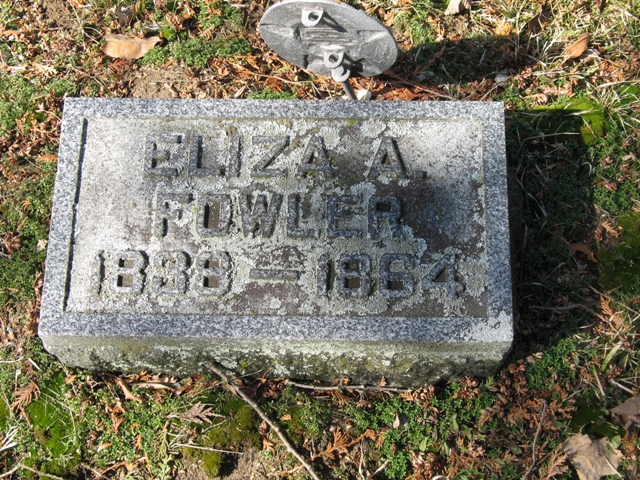 ELIZA A.
FOWLER
1838 — 1864